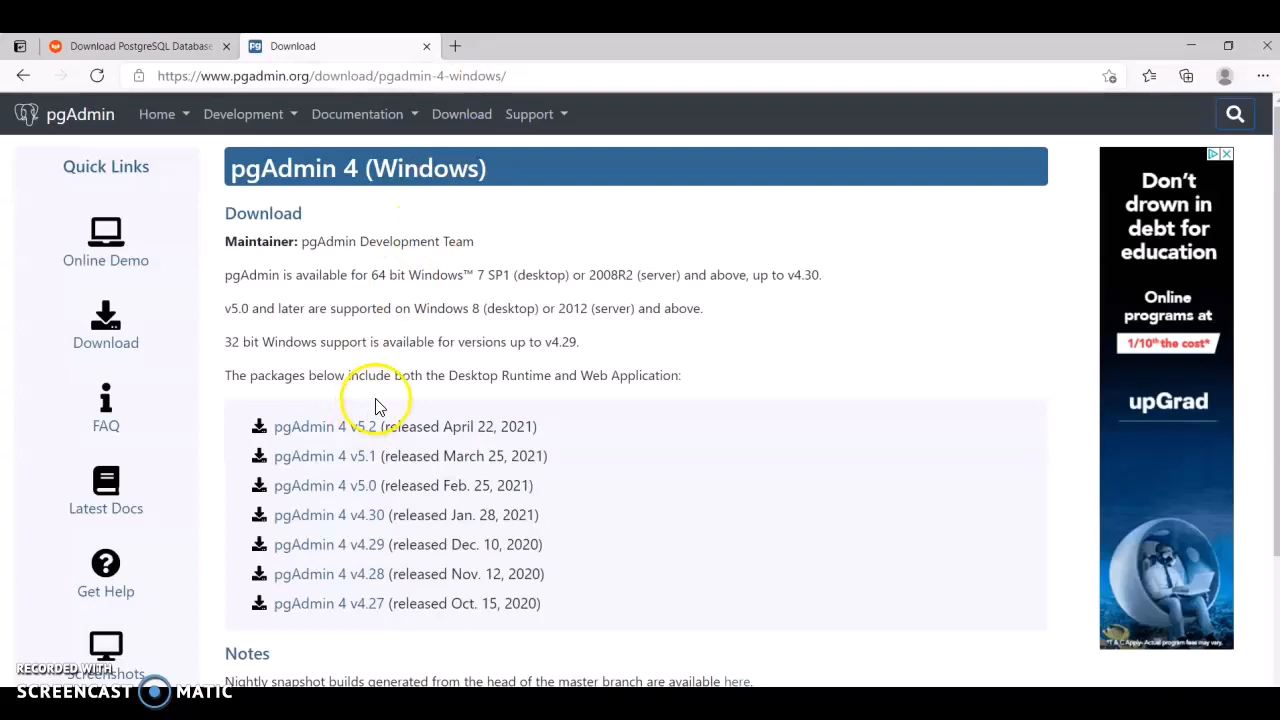 Download PostgreSQL Database
Download
https://www.pgadmin.org/download/pgadmin-4-windows/
pgAdmin
Home
Development
Documentation
Download
Support
Quick Links
Online Demo
Download
FAQ
Latest Docs
Get Help
Screenshots
pgAdmin 4 (Windows)
Download
Maintainer: pgAdmin Development Team
pgAdmin is available for 64 bit Windows™ 7 SP1 (desktop) or 2008R2 (server) and above, up to v4.30.
v5.0 and later are supported on Windows 8 (desktop) or 2012 (server) and above.
32 bit Windows support is available for versions up to v4.29.
The packages below include both the Desktop Runtime and Web Application:
pgAdmin 4 v5.2 (released April 22, 2021)
pgAdmin 4 v5.1 (released March 25, 2021)
pgAdmin 4 v5.0 (released Feb. 25, 2021)
pgAdmin 4 v4.30 (released Jan. 28, 2021)
pgAdmin 4 v4.29 (released Dec. 10, 2020)
pgAdmin 4 v4.28 (released Nov. 12, 2020)
pgAdmin 4 v4.27 (released Oct. 15, 2020)
Notes
Nightly snapshot builds generated from the head of the master branch are available here.
Don't
drown in
debt for
education
Online
programs at
1/10th the cost*
upGrad
*T & C Apply. Actual program fees may vary.
RECORDED WITH
SCREENCAST MATIC